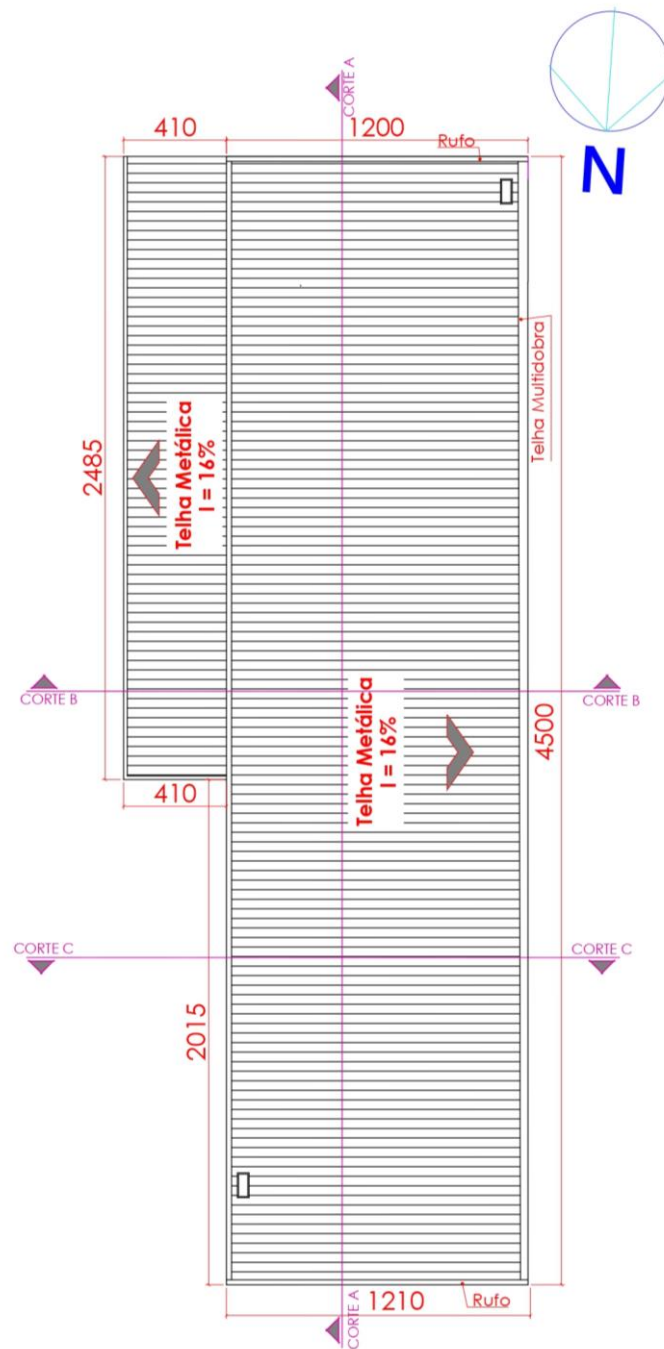 CORTE A
410
1200
Rufo
N
Telha Multidobra
2485
Telha Metálica
I = 16%
CORTE B
CORTE B
Telha Metálica
I = 16%
4500
410
CORTE C
CORTE C
2015
1210
Rufo
CORTE A